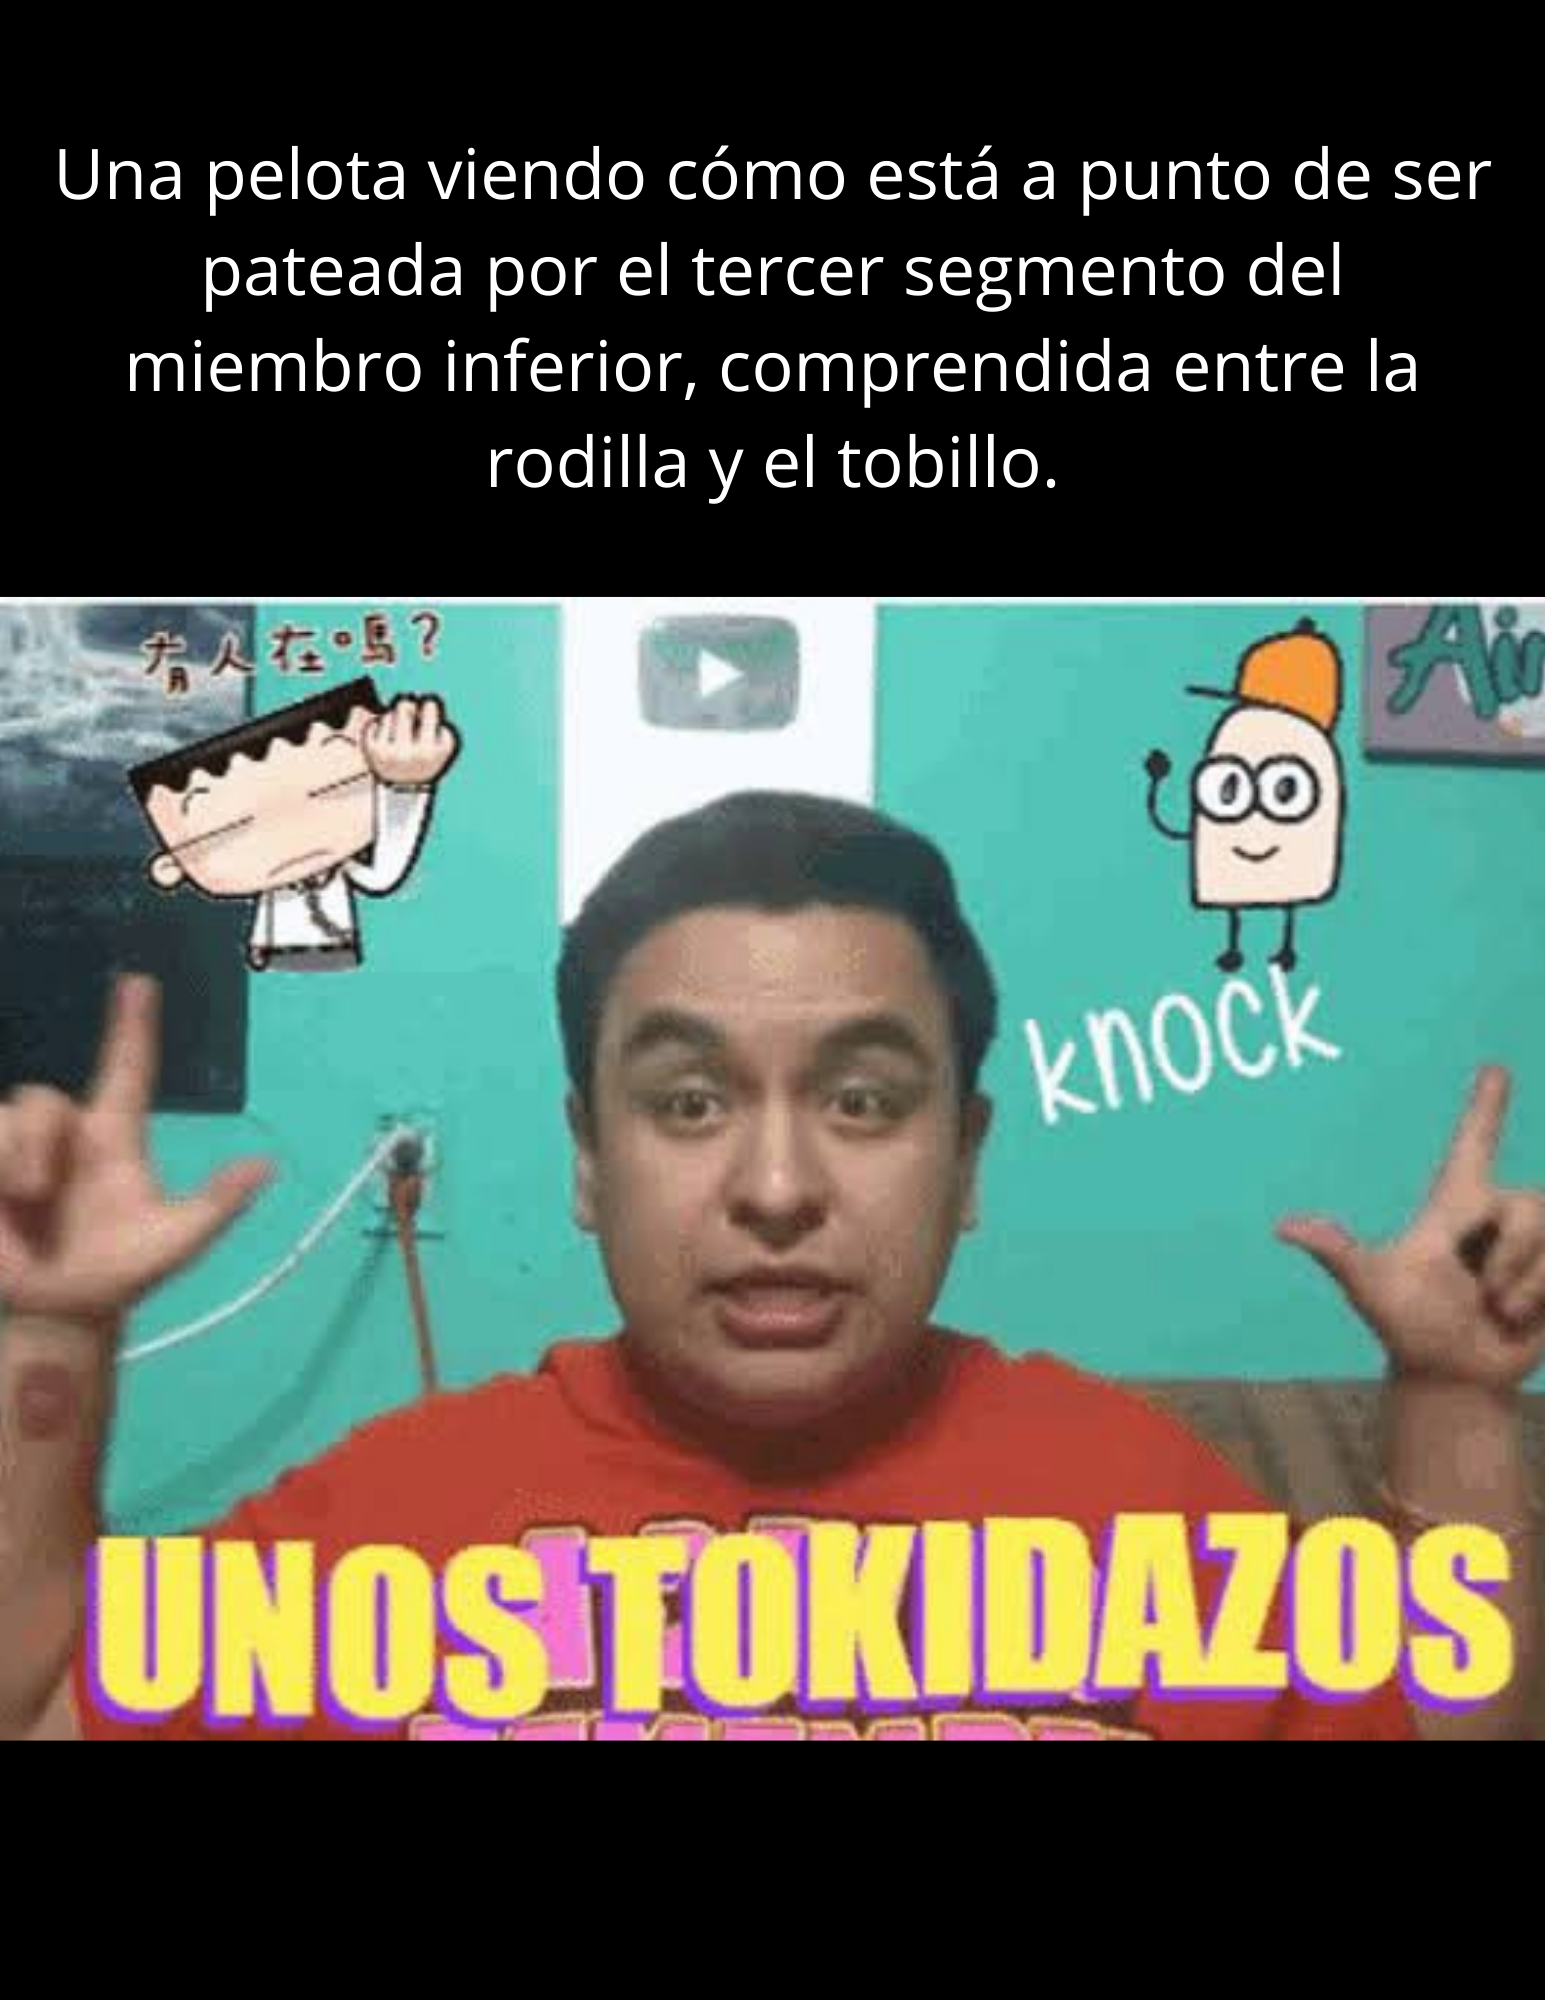 Una pelota viendo cómo está a punto de ser
pateada por el tercer segmento del
miembro inferior, comprendida entre la
rodilla y el tobillo.
有人在嗎?
Air
knock
UNOS TOKIDAZOS